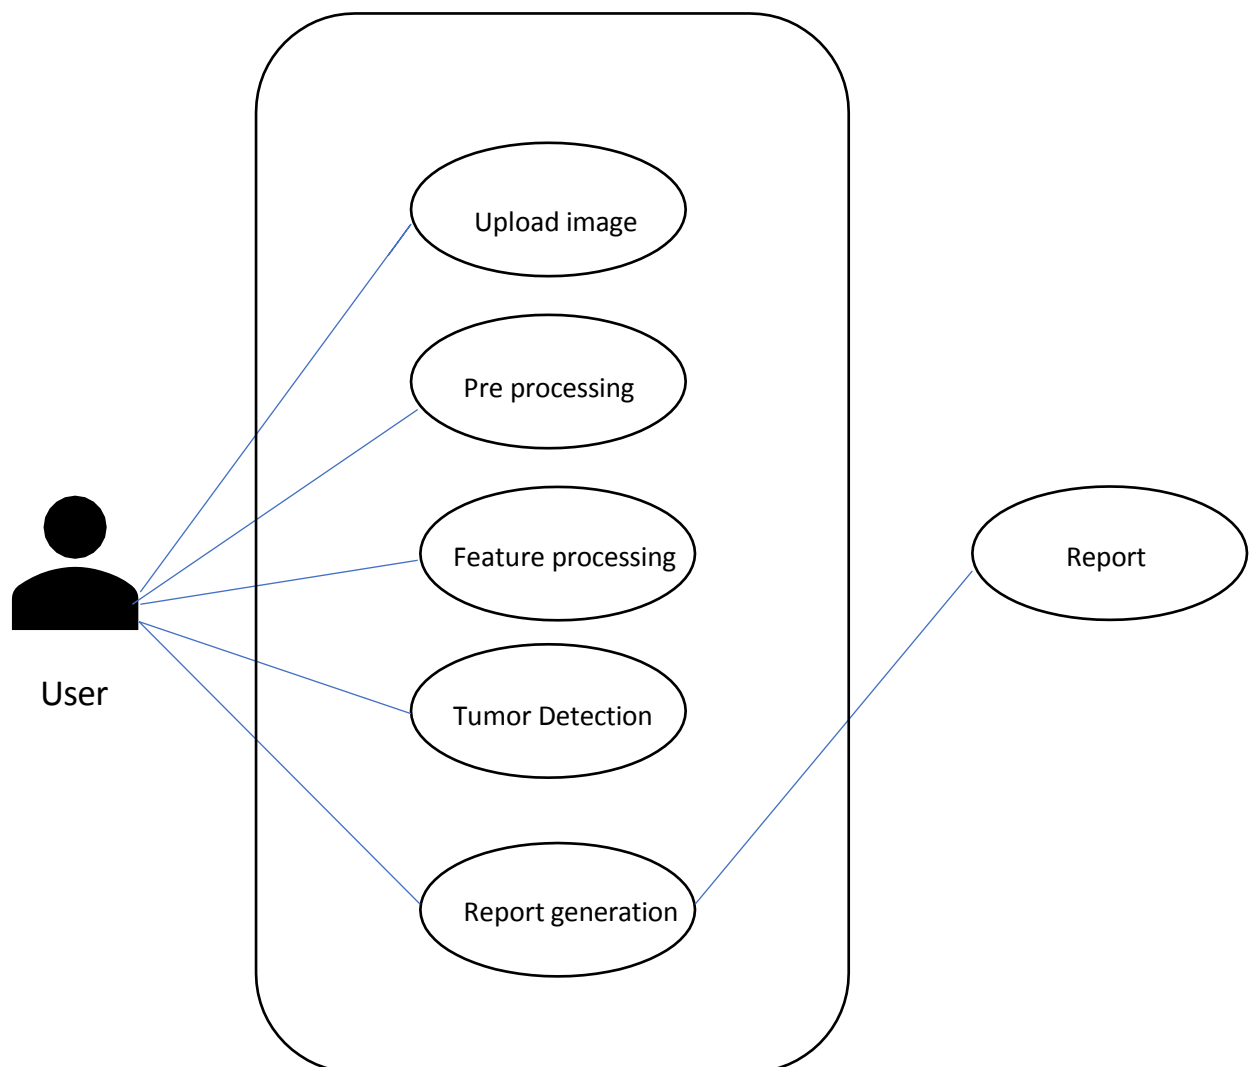 Upload image
Pre processing
Feature processing
Report
User
Tumor Detection
Report generation